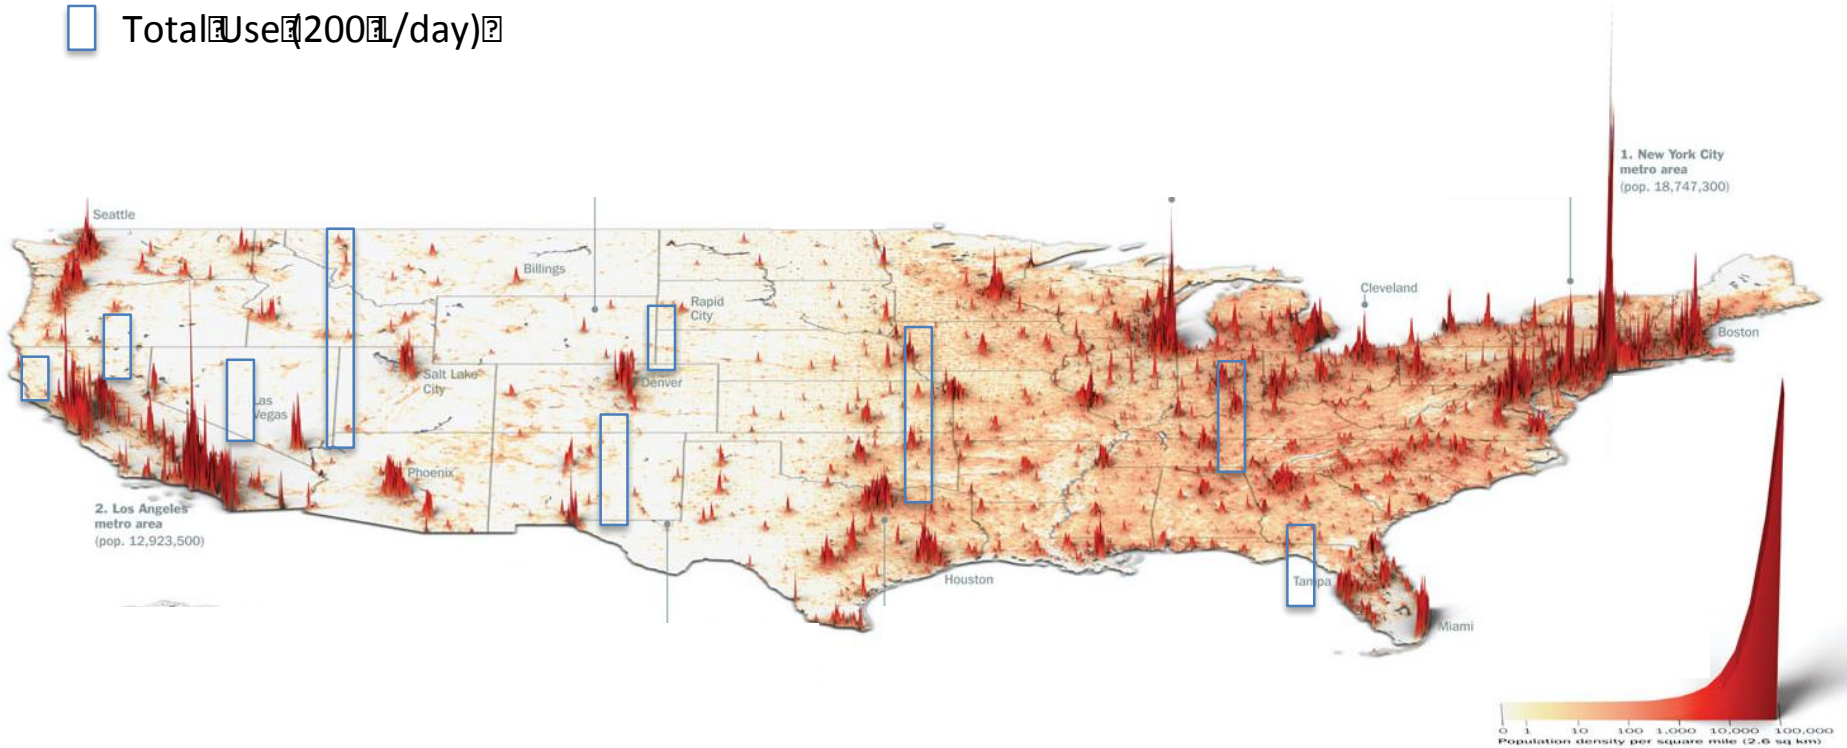 Total Use (200 L/day)
1. New York City
metro area
(pop. 18,747,300)
Seattle
Billings
Rapid
City
Cleveland
Boston
Salt Lake
City
Denver
Las
Vegas
Phoenix
2. Los Angeles
metro area
(pop. 12,923,500)
Houston
Tampa
Miami
0 1 10 100 1,000 10,000 100,000
Population density per square mile (2.6 sq km)